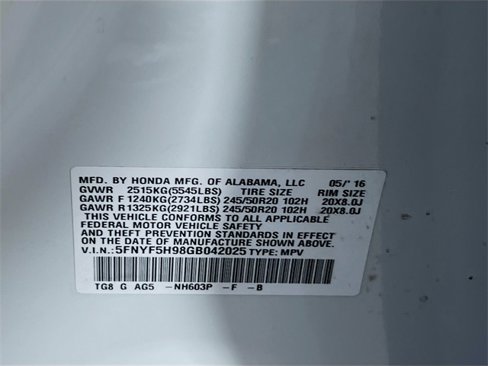 MFD. BY HONDA MFG. OF ALABAMA, LLC 05/'16
GVWR 2515KG(5545LBS) TIRE SIZE RIM SIZE
GAWR F 1240KG(2734LBS) 245/50R20 102H 20X8.0J
GAWR R 1325KG(2921LBS) 245/50R20 102H 20X8.0J
THIS VEHICLE CONFORMS TO ALL APPLICABLE
FEDERAL MOTOR VEHICLE SAFETY
AND THEFT PREVENTION STANDARDS IN EFFECT ON
THE DATE OF MANUFACTURE SHOWN ABOVE.
V.I.N.: 5FNYF5H98GB042025 TYPE: MPV
TG8 G AG5 -NH603P -F -B